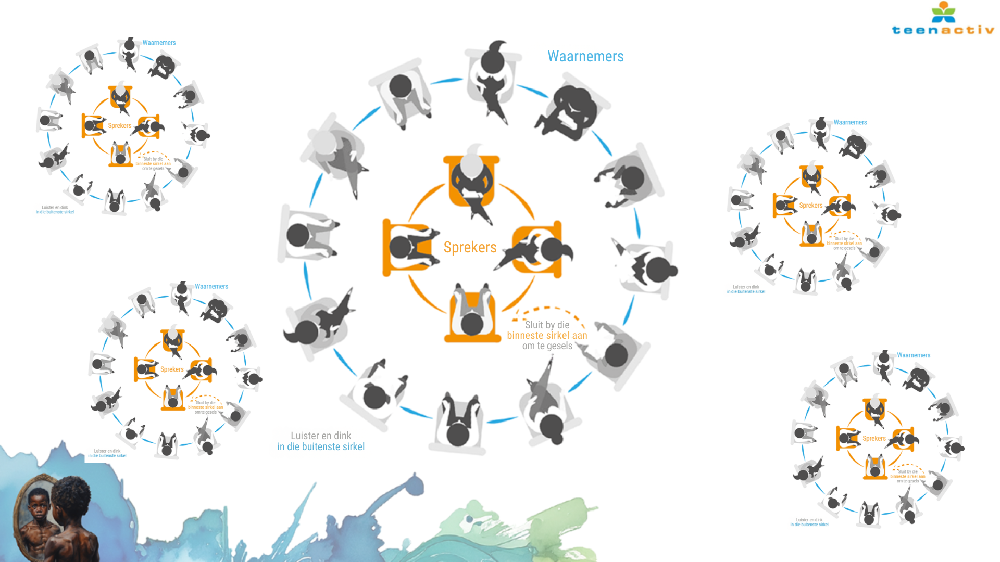 teenactiv
Waarnemers
Sprekers
Sluit by die
binneste sirkel aan
om te gesels
Luister en dink
in die buitenste sirkel
Waarnemers
Sprekers
Sluit by die
binneste sirkel aan
om te gesels
Luister en dink
in die buitenste sirkel
Waarnemers
Sprekers
Sluit by die
binneste sirkel aan
om te gesels
Luister en dink
in die buitenste sirkel
Waarnemers
Sprekers
Sluit by die
binneste sirkel aan
om te gesels
Luister en dink
in die buitenste sirkel
Waarnemers
Sprekers
Sluit by die
binneste sirkel aan
om te gesels
Luister en dink
in die buitenste sirkel